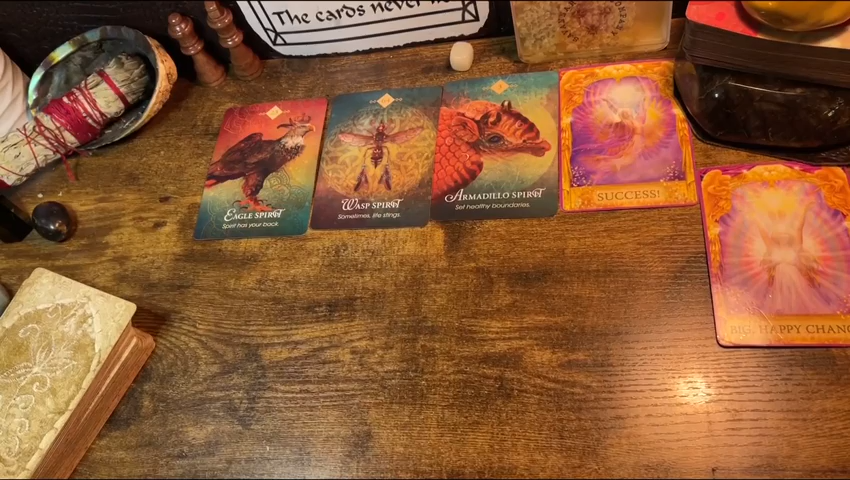 The cards never
EAGLE SPIRIT
Spirit has your back.
WASP SPIRIT
Sometimes, life stings.
ARMADILLO SPIRIT
Set healthy boundaries.
SUCCESS!
BIG, HAPPY